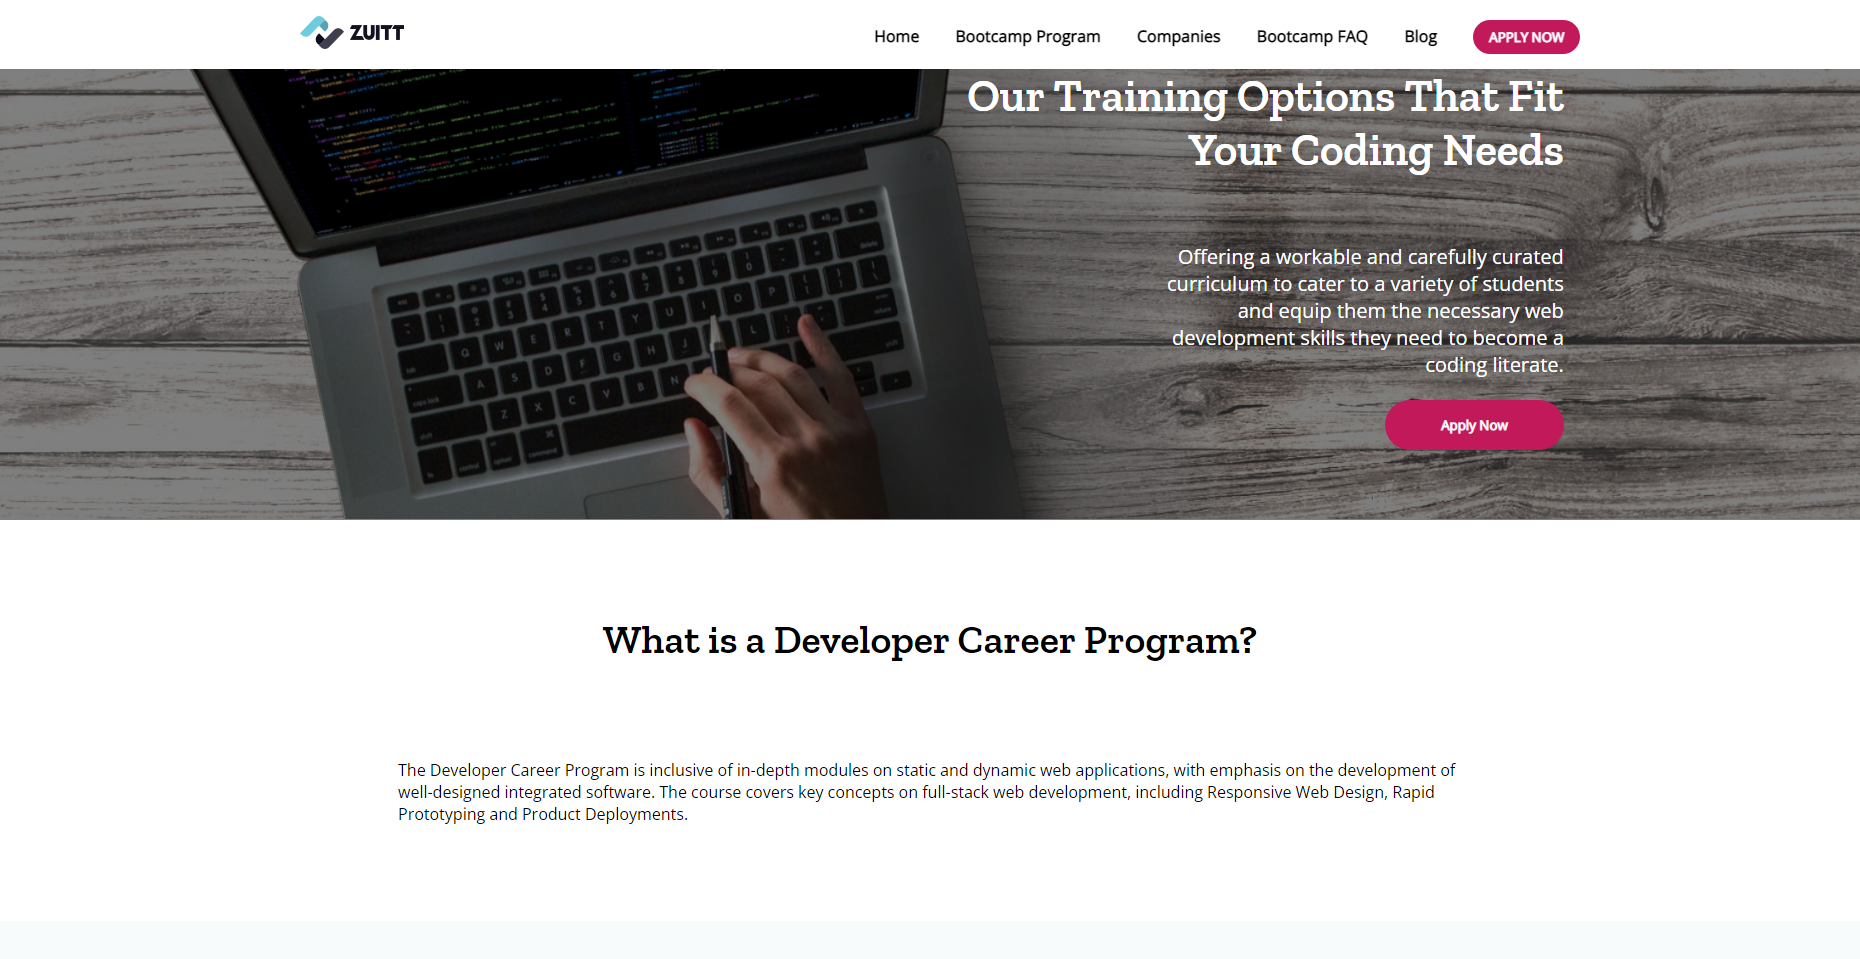 ZUITT
Home
Bootcamp Program
Companies
Bootcamp FAQ
Blog
APPLY NOW
Our Training Options That Fit
Your Coding Needs
Offering a workable and carefully curated
curriculum to cater to a variety of students
and equip them the necessary web
development skills they need to become a
coding literate.
Apply Now
What is a Developer Career Program?
The Developer Career Program is inclusive of in-depth modules on static and dynamic web applications, with emphasis on the development of
well-designed integrated software. The course covers key concepts on full-stack web development, including Responsive Web Design, Rapid
Prototyping and Product Deployments.